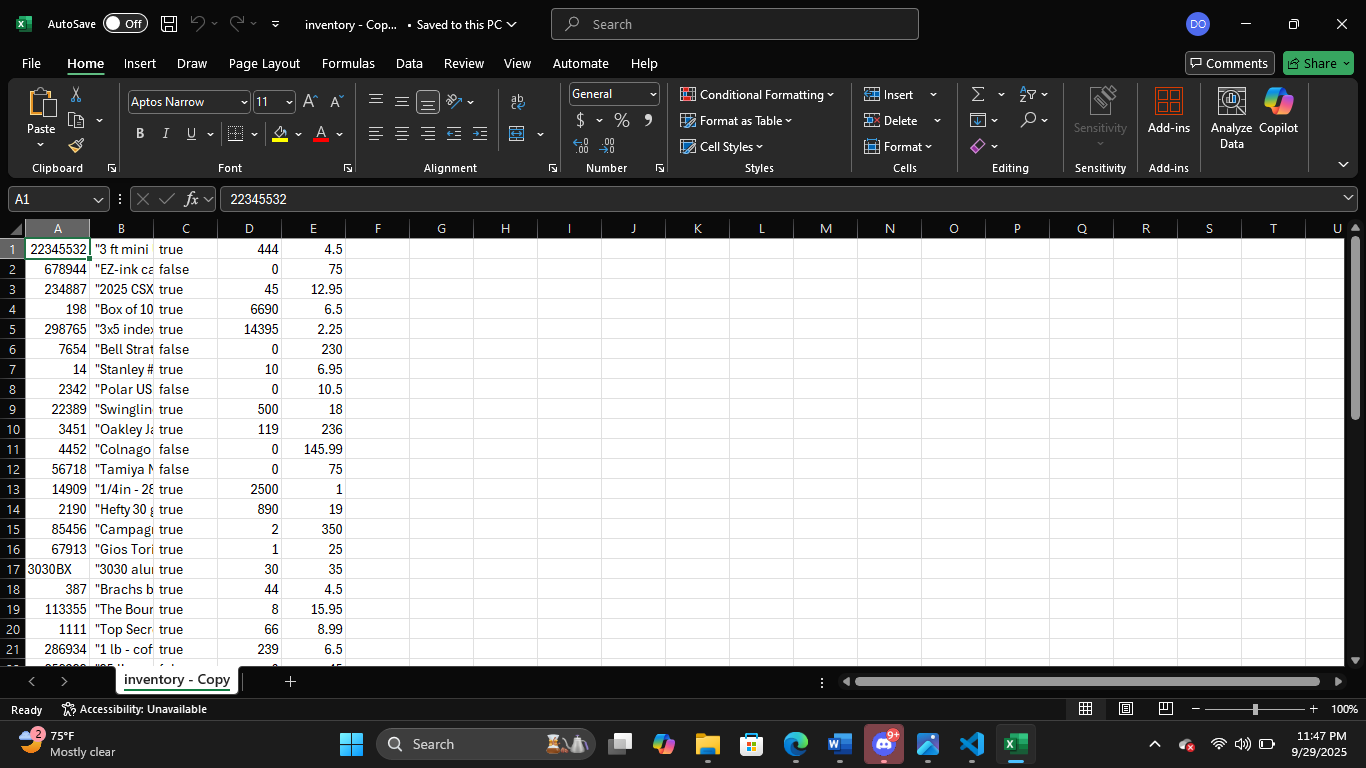 AutoSave Off inventory - Cop... • Saved to this PC Search DO
File Home Insert Draw Page Layout Formulas Data Review View Automate Help Comments Share
Paste
Clipboard
Aptos Narrow 11
B I U
Font
ab
Alignment
General
$ % 9
Number
Conditional Formatting
Format as Table
Cell Styles
Styles
Insert
Delete
Format
Cells
Editing
Sensitivity
Sensitivity
Add-ins
Add-ins
Analyze Data
Copilot
A1 fx 22345532
A B C D E F G H I J K L M N O P Q R S T U
1 22345532 "3 ft mini true 444 4.5
2 678944 "EZ-ink ca false 0 75
3 234887 "2025 CSX true 45 12.95
4 198 "Box of 10 true 6690 6.5
5 298765 "3x5 index true 14395 2.25
6 7654 "Bell Strat false 0 230
7 14 "Stanley # true 10 6.95
8 2342 "Polar US false 0 10.5
9 22389 "Swinglin true 500 18
10 3451 "Oakley Ja true 119 236
11 4452 "Colnago false 0 145.99
12 56718 "Tamiya false 0 75
13 14909 "1/4in - 28 true 2500 1
14 2190 "Hefty 30 g true 890 19
15 85456 "Campag true 2 350
16 67913 "Gios Tori true 1 25
17 3030BX "3030 alu true 30 35
18 387 "Brachs b true 44 4.5
19 113355 "The Bour true 8 15.95
20 1111 "Top Secr true 66 8.99
21 286934 "1 lb - cof true 239 6.5
inventory - Copy
Ready Accessibility: Unavailable 100%
2 75°F
Mostly clear
Search
9+
11:47 PM
9/29/2025